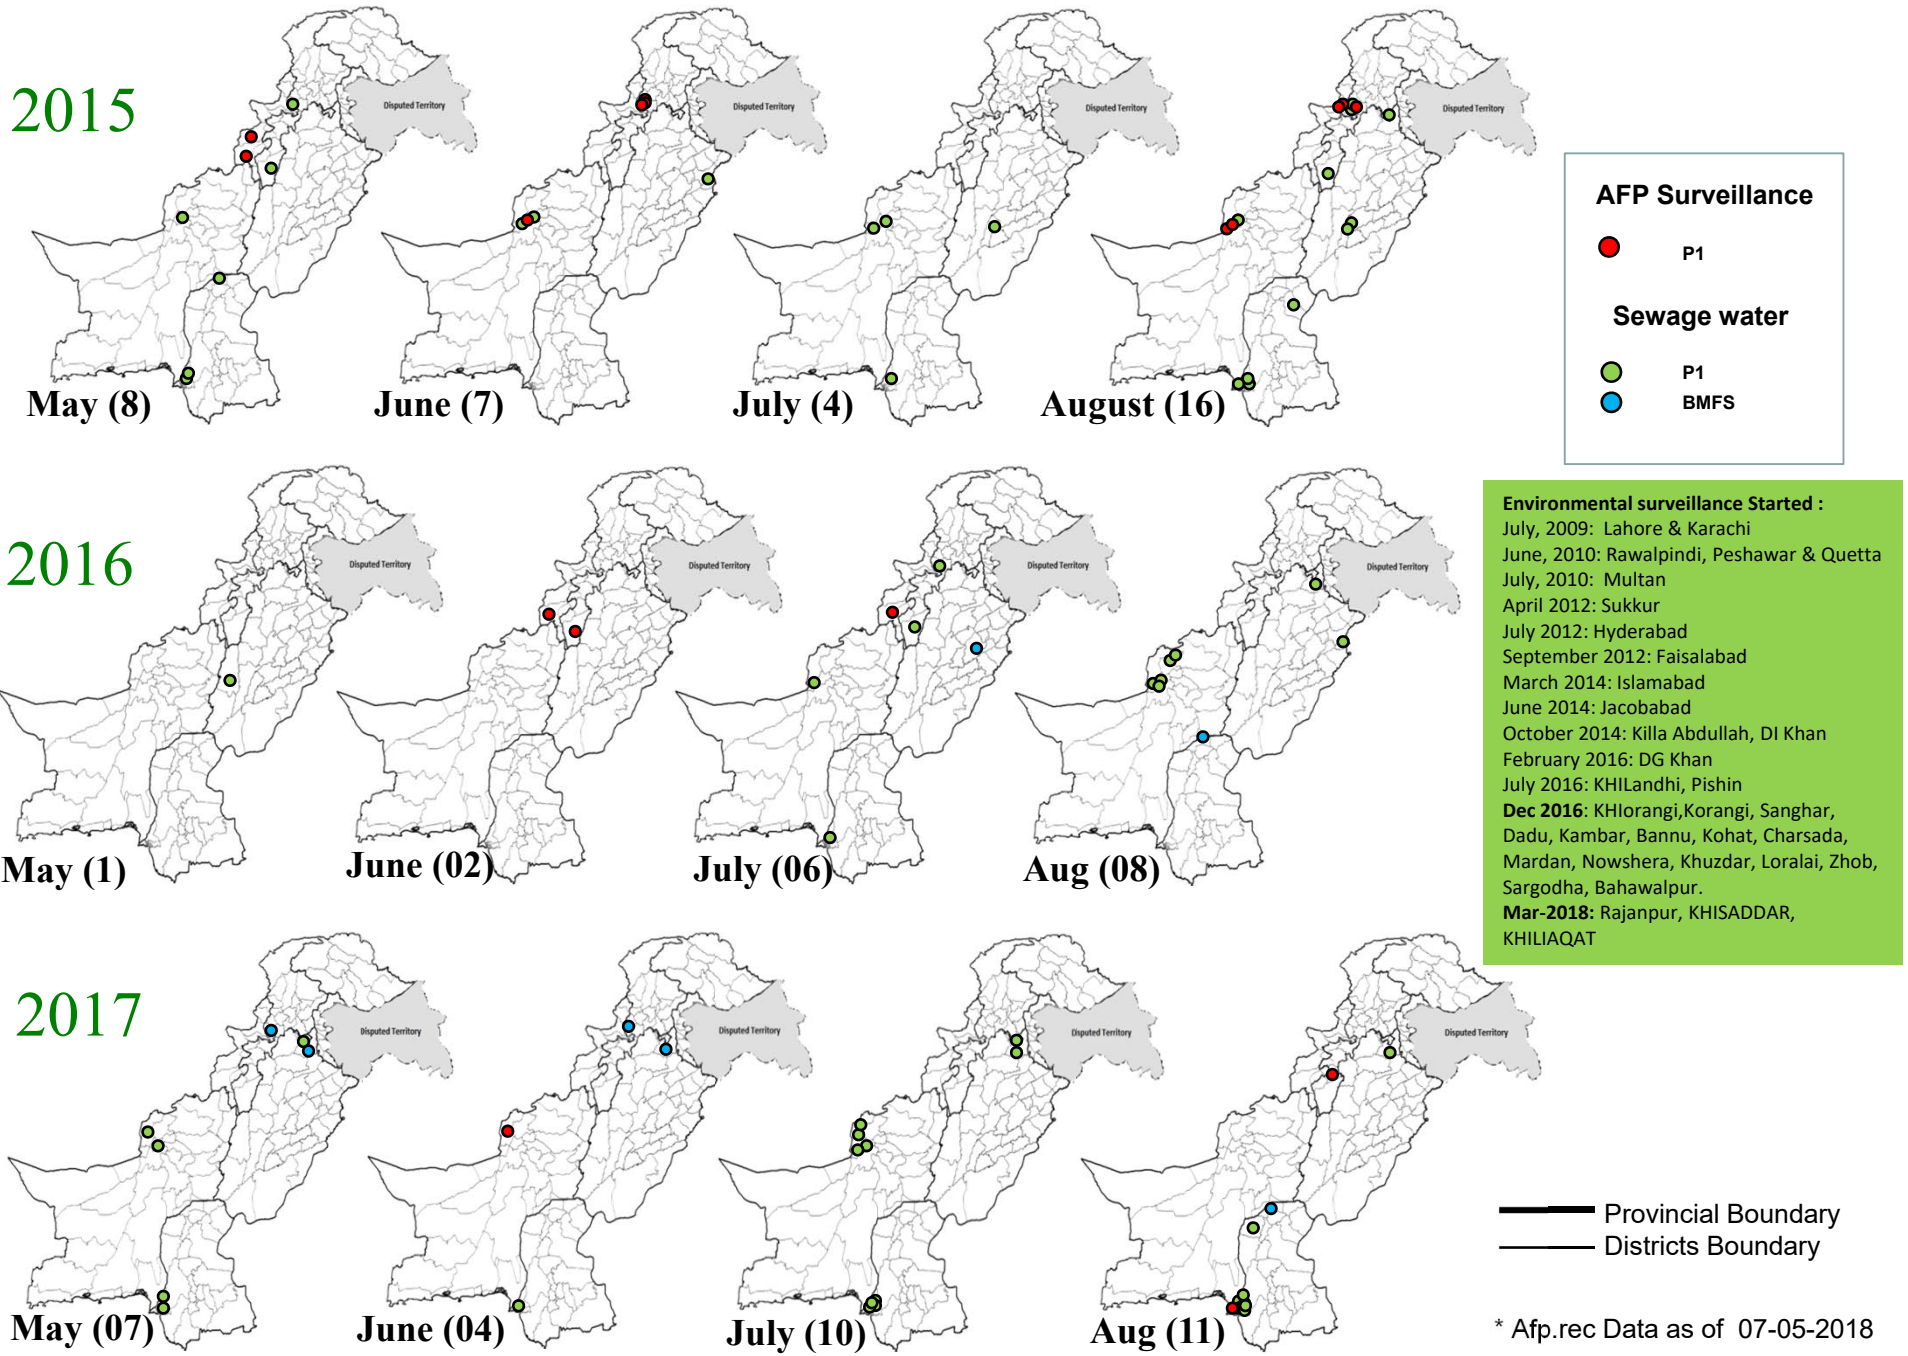 2015
Disputed Territory
Disputed Territory
Disputed Territory
Disputed Territory
May (8)
June (7)
July (4)
August (16)
AFP Surveillance
P1
Sewage water
P1
BMFS
2016
Disputed Territory
Disputed Territory
Disputed Territory
Disputed Territory
May (1)
June (02)
July (06)
Aug (08)
Environmental surveillance Started :
July, 2009: Lahore & Karachi
June, 2010: Rawalpindi, Peshawar & Quetta
July, 2010: Multan
April 2012: Sukkur
July 2012: Hyderabad
September 2012: Faisalabad
March 2014: Islamabad
June 2014: Jacobabad
October 2014: Killa Abdullah, DI Khan
February 2016: DG Khan
July 2016: KHILandhi, Pishin
Dec 2016: KHIorangi,Korangi, Sanghar,
Dadu, Kambar, Bannu, Kohat, Charsada,
Mardan, Nowshera, Khuzdar, Loralai, Zhob,
Sargodha, Bahawalpur.
Mar-2018: Rajanpur, KHISADDAR,
KHILIAQAT
2017
Disputed Territory
Disputed Territory
Disputed Territory
Disputed Territory
May (07)
June (04)
July (10)
Aug (11)
Provincial Boundary
Districts Boundary
* Afp.rec Data as of 07-05-2018